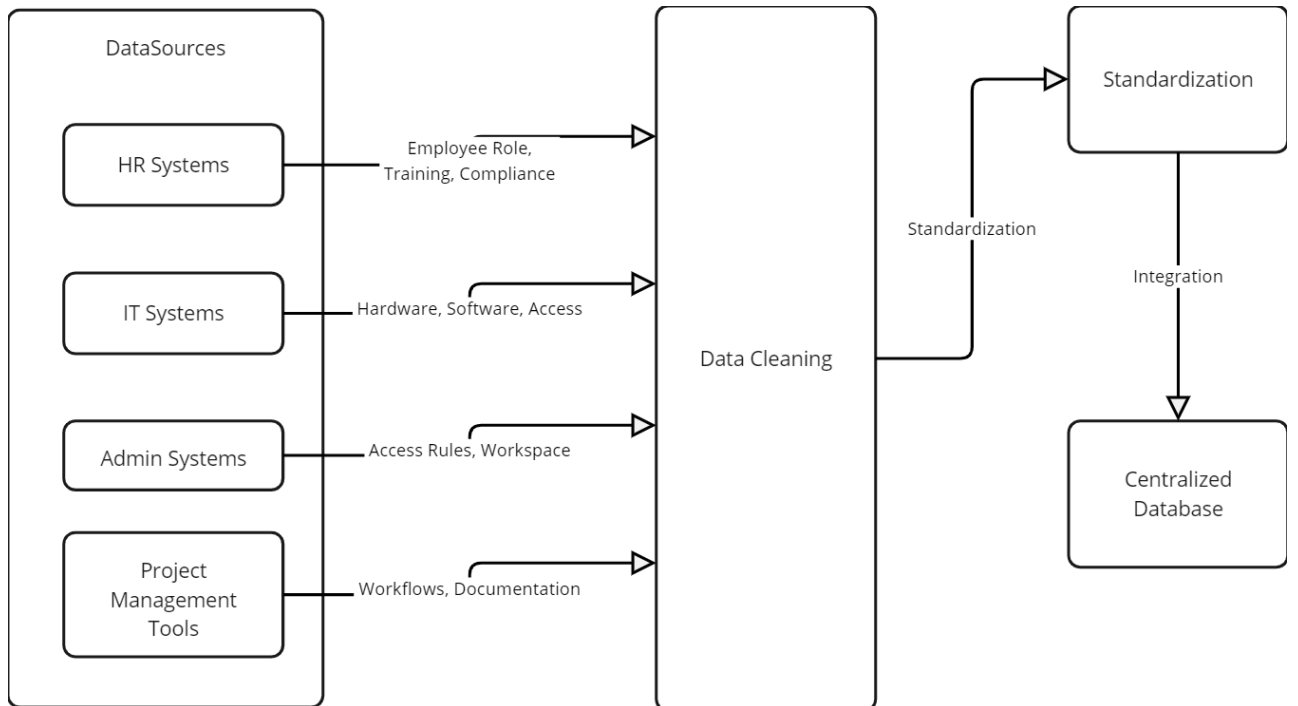 DataSources
HR Systems
Employee Role,
Training, Compliance
IT Systems
Hardware, Software, Access
Admin Systems
Access Rules, Workspace
Project
Management
Tools
Workflows, Documentation
Data Cleaning
Standardization
Standardization
Integration
Centralized
Database